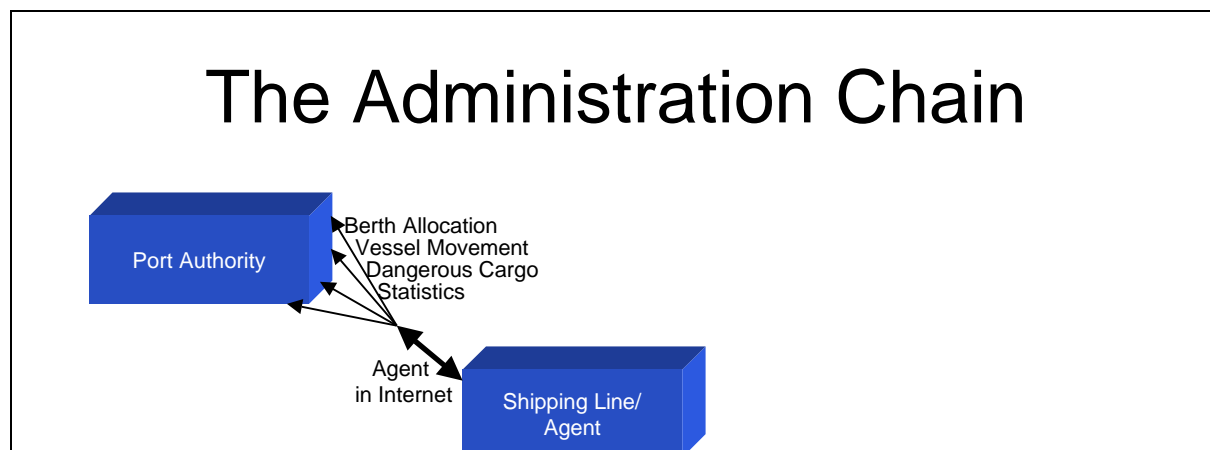 The Administration Chain
Port Authority
Berth Allocation
Vessel Movement
Dangerous Cargo
Statistics
Agent
in Internet
Shipping Line/
Agent